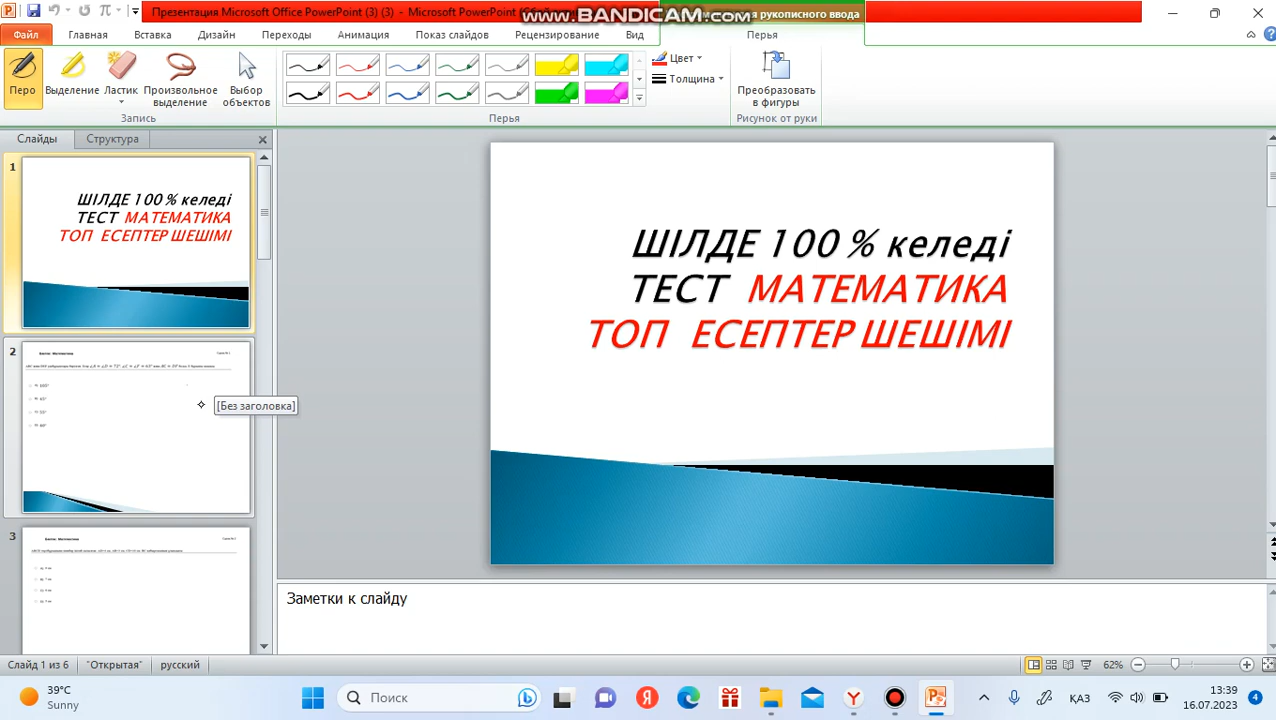 Презентация Microsoft Office PowerPoint (3) (3) - Microsoft PowerPoint
www.BANDICAM.com
рукописного ввода
Файл
Главная
Вставка
Дизайн
Переходы
Анимация
Показ слайдов
Рецензирование
Вид
Перья
Перо
Выделение
Ластик
Произвольное
выделение
Выбор
объектов
Цвет
Толщина
Преобразовать
в фигуры
Запись
Перья
Рисунок от руки
Слайды
Структура
1
ШІЛДЕ 100 % келеді
ТЕСТ МАТЕМАТИКА
ТОП ЕСЕПТЕР ШЕШІМІ
2
[Без заголовка]
3
ШІЛДЕ 100 % келеді
ТЕСТ МАТЕМАТИКА
ТОП ЕСЕПТЕР ШЕШІМІ
Заметки к слайду
Слайд 1 из 6
"Открытая"
русский
62%
39°C
Sunny
Поиск
ҚАЗ
13:39
16.07.2023
4